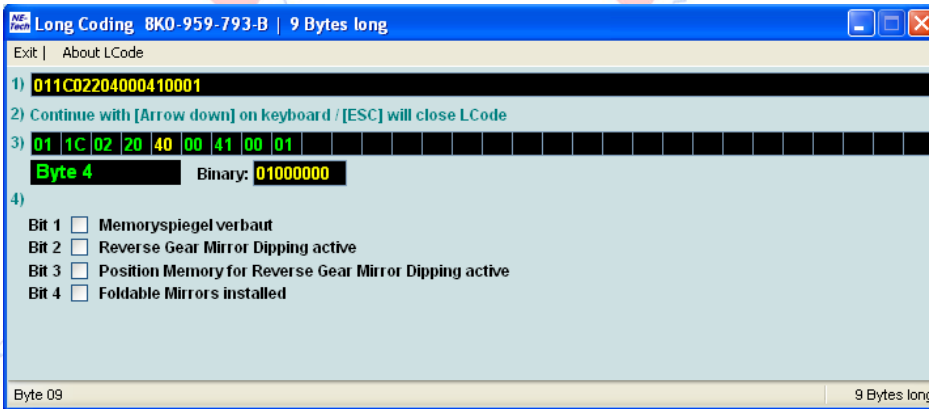 NE-Tech Long Coding 8K0-959-793-B | 9 Bytes long
Exit | About LCode
1) 011C02204000410001
2) Continue with [Arrow down] on keyboard / [ESC] will close LCode
3) 01 1C 02 20 40 00 41 00 01
Byte 4 Binary: 01000000
4)
Bit 1 Memoryspiegel verbaut
Bit 2 Reverse Gear Mirror Dipping active
Bit 3 Position Memory for Reverse Gear Mirror Dipping active
Bit 4 Foldable Mirrors installed
Byte 09 9 Bytes long